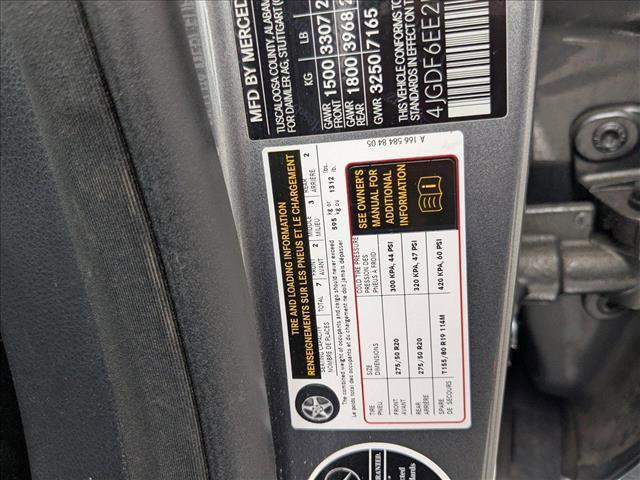 MFD BY MERCED
TUSCALOOSA COUNTY, ALABAMA
FOR DAIMLER AG, STUTTGART (
KG LB
GAWR FRONT 1500 3307 2
GAWR REAR 1800 3968 2
GVWR 3250 7165
THIS VEHICLE CONFORMS TO
STANDARDS IN EFFECT ON T
4JGDF6EE2
A 166 584 84 05
TIRE AND LOADING INFORMATION
RENSEIGNEMENTS SUR LES PNEUS ET LE CHARGEMENT
SEATING CAPACITY TOTAL 7 FRONT 2 MIDDLE 3 REAR 2
NOMBRE DE PLACES AVANT MILIEU ARRIÈRE
The combined weight of occupants and cargo should never exceed 595 kg or 1312 lbs.
Le poids total des occupants et du chargement ne doit jamais dépasser kg ou lb.
TIRE SIZE COLD TIRE PRESSURE
PNEU DIMENSIONS PRESSION DES PNEUS À FROID
FRONT 275/50 R20 300 KPA, 44 PSI
AVANT
REAR 275/50 R20 320 KPA, 47 PSI
ARRIÈRE
SPARE T155/80 R19 114M 420 KPA, 60 PSI
DE SECOURS
SEE OWNER'S
MANUAL FOR
ADDITIONAL
INFORMATION